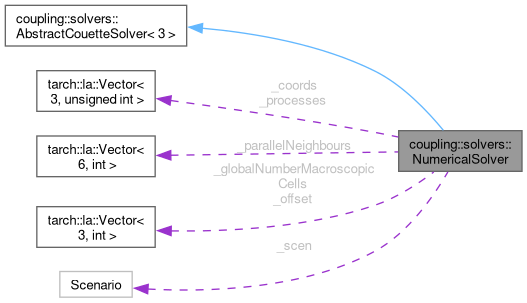 coupling::solvers::
AbstractCouetteSolver< 3 >
tarch::la::Vector<
3, unsigned int >
_coords
_processes
coupling::solvers::
NumericalSolver
tarch::la::Vector<
6, int >
_parallelNeighbours
_globalNumberMacroscopic
Cells
_offset
tarch::la::Vector<
3, int >
_scen
Scenario